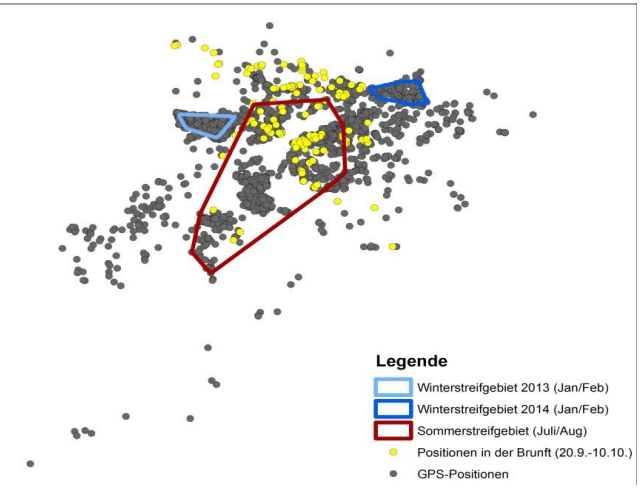 Legende
Winterstreifgebiet 2013 (Jan/Feb)
Winterstreifgebiet 2014 (Jan/Feb)
Sommerstreifgebiet (Juli/Aug)
Positionen in der Brunft (20.9.-10.10.)
GPS-Positionen